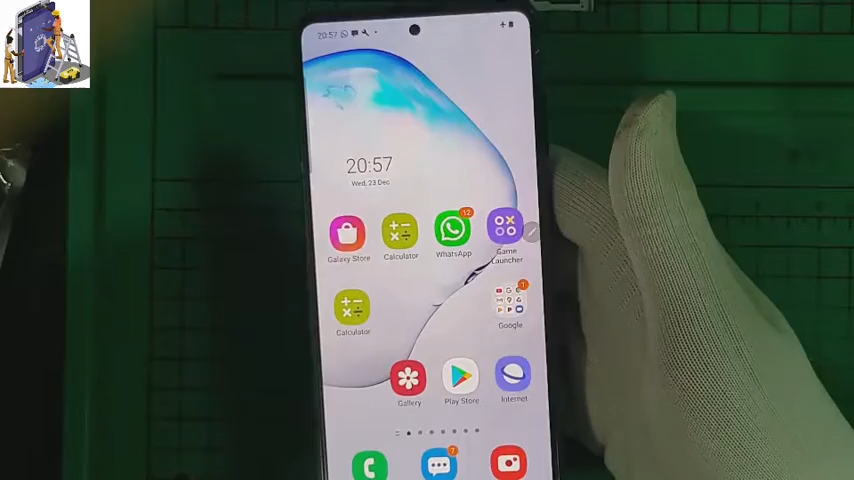 20:57
20:57
Wed, 23 Dec
12
Galaxy Store
Calculator
WhatsApp
Game
Launcher
1
Calculator
Google
Gallery
Play Store
Internet
7